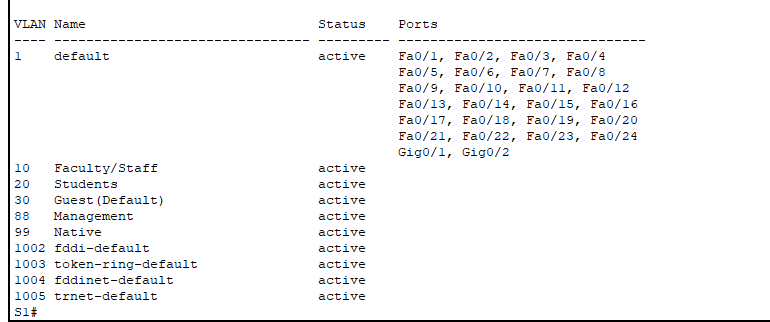 VLAN Name                             Status    Ports
---- -------------------------------- --------- -------------------------------
1    default                          active    Fa0/1, Fa0/2, Fa0/3, Fa0/4
                                                Fa0/5, Fa0/6, Fa0/7, Fa0/8
                                                Fa0/9, Fa0/10, Fa0/11, Fa0/12
                                                Fa0/13, Fa0/14, Fa0/15, Fa0/16
                                                Fa0/17, Fa0/18, Fa0/19, Fa0/20
                                                Fa0/21, Fa0/22, Fa0/23, Fa0/24
                                                Gig0/1, Gig0/2
10   Faculty/Staff                    active
20   Students                         active
30   Guest(Default)                   active
88   Management                       active
99   Native                           active
1002 fddi-default                     active
1003 token-ring-default               active
1004 fddinet-default                  active
1005 trnet-default                    active
S1#